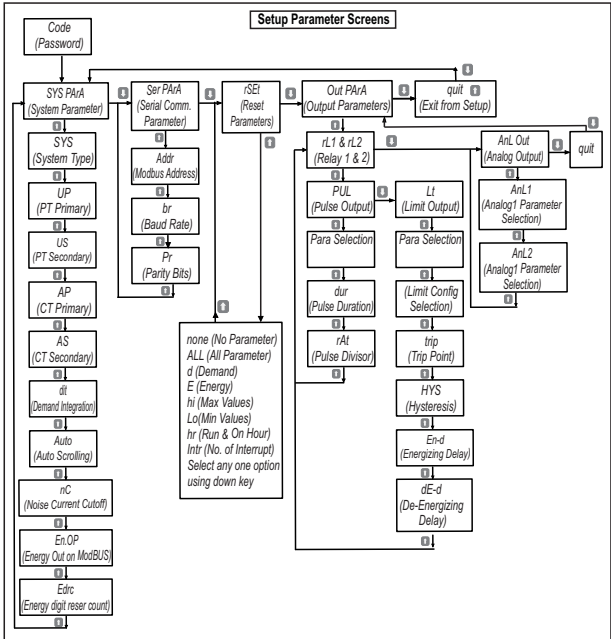 Setup Parameter Screens
Code
(Password)
SYS PArA
(System Parameter)
SYS
(System Type)
UP
(PT Primary)
US
(PT Secondary)
AP
(CT Primary)
AS
(CT Secondary)
dit
(Demand Integration)
Auto
(Auto Scrolling)
nC
(Noise Current Cutoff)
En.OP
(Energy Out on ModBUS)
Edrc
(Energy digit reser count)
Ser PArA
(Serial Comm.
Parameter)
Addr
(Modbus Address)
br
(Baud Rate)
Pr
(Parity Bits)
rSEt
(Reset
Parameters)
none (No Parameter)
ALL (All Parameter)
d (Demand)
E (Energy)
hi (Max Values)
Lo(Min Values)
hr (Run & On Hour)
Intr (No. of Interrupt)
Select any one option
using down key
Out PArA
(Output Parameters)
rL1 & rL2
(Relay 1 & 2)
PUL
(Pulse Output)
Para Selection
dur
(Pulse Duration)
rAt
(Pulse Divisor)
Lt
(Limit Output)
Para Selection
(Limit Config
Selection)
trip
(Trip Point)
HYS
(Hysteresis)
En-d
(Energizing Delay)
dE-d
(De-Energizing
Delay)
quit
(Exit from Setup)
AnL Out
(Analog Output)
AnL1
(Analog1 Parameter
Selection)
AnL2
(Analog1 Parameter
Selection)
quit